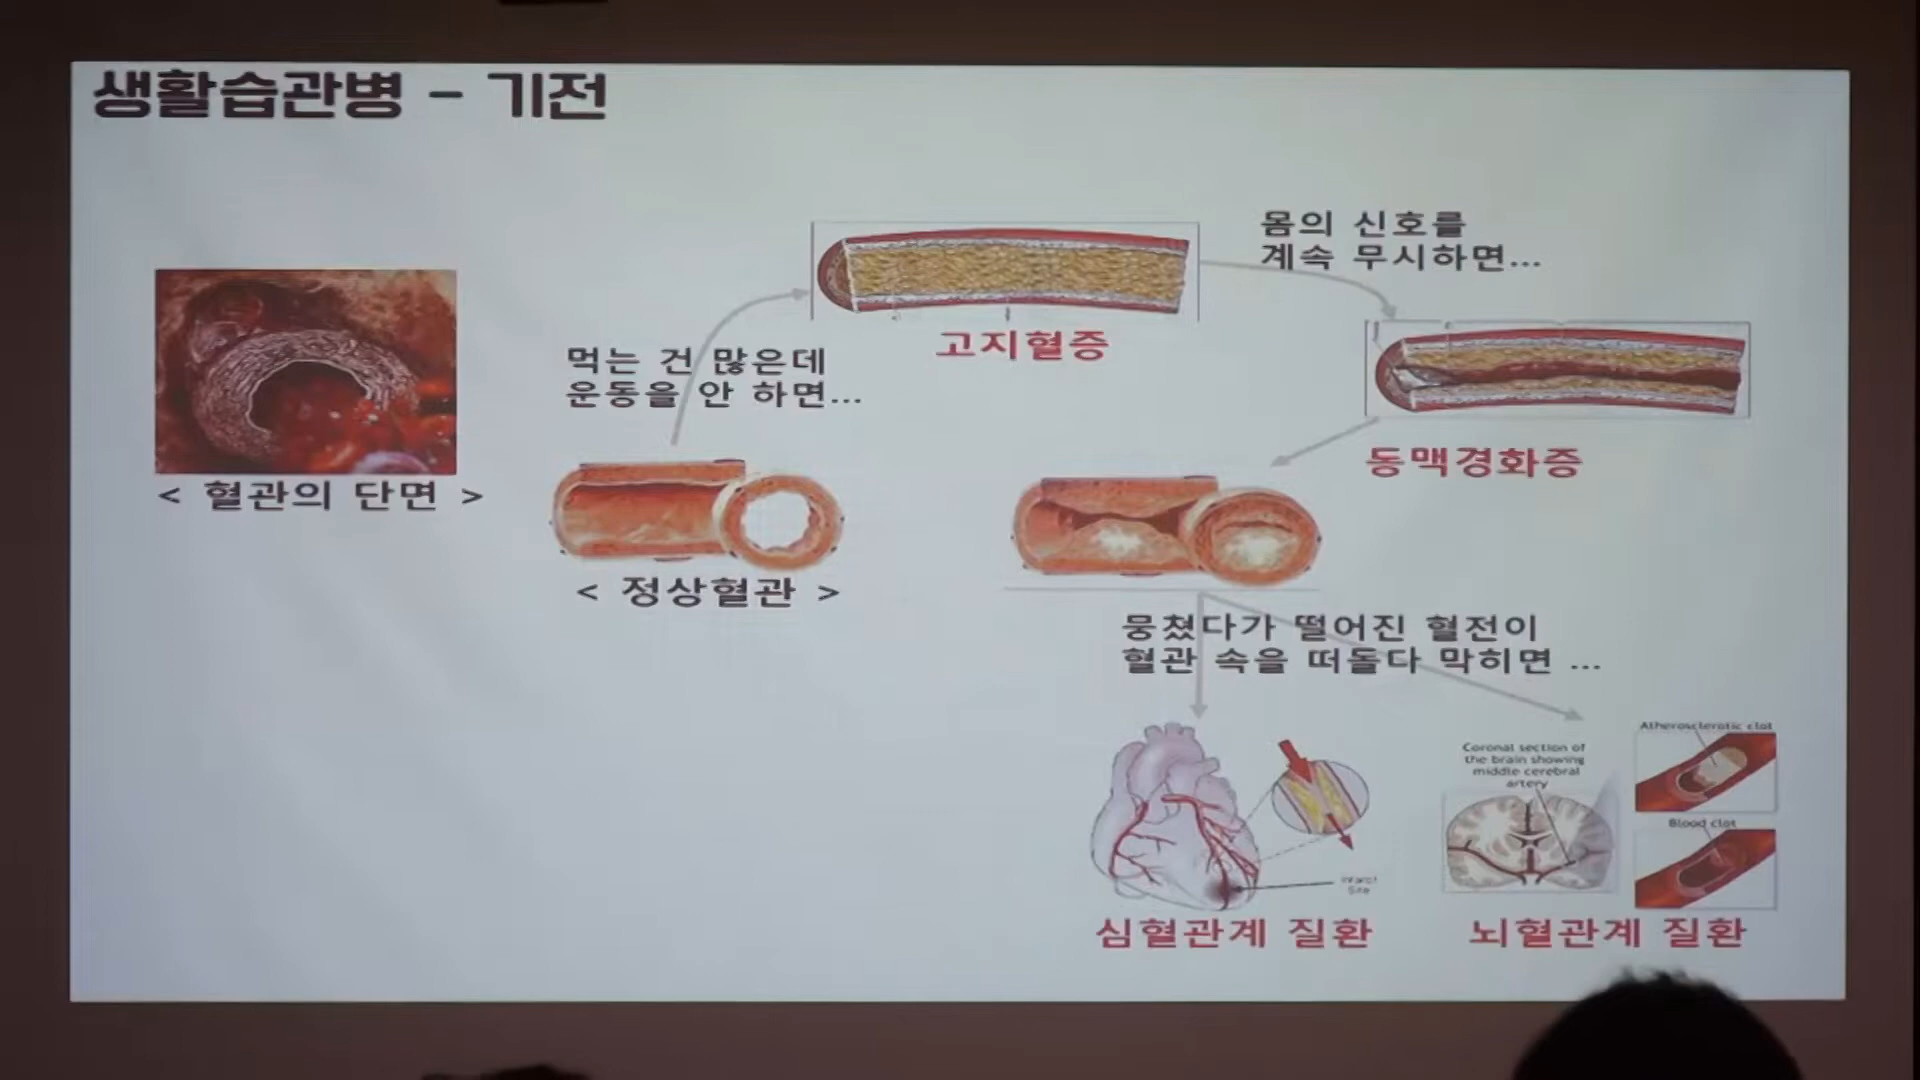 생활습관병 - 기전
몸의 신호를
계속 무시하면...
고지혈증
먹는 건 많은데
운동을 안 하면...
동맥경화증
< 혈관의 단면 >
< 정상혈관 >
뭉쳤다가 떨어진 혈전이
혈관 속을 떠돌다 막히면 ...
Atherosclerotic clot
Coronal section of
the brain showing
middle cerebral
artery
Blood clot
Infarct
Site
심혈관계 질환
뇌혈관계 질환